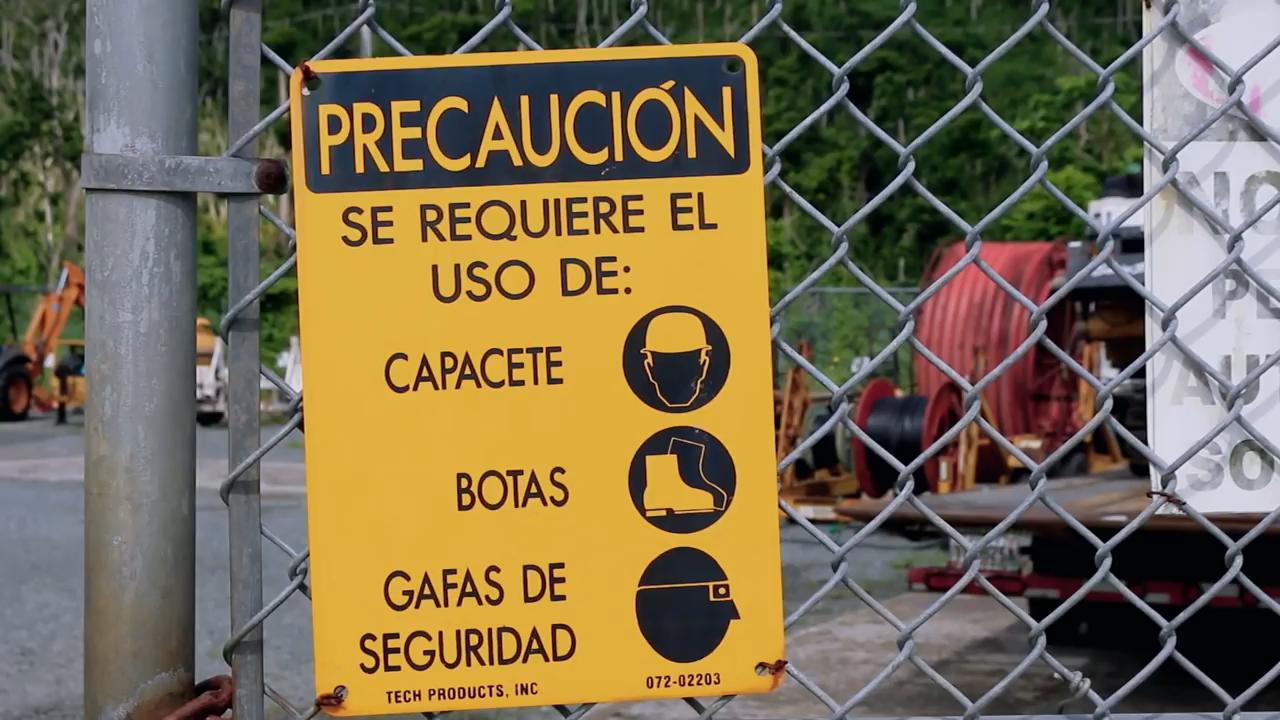 PRECAUCIÓN
SE REQUIERE EL
USO DE:
CAPACETE
BOTAS
GAFAS DE
SEGURIDAD
TECH PRODUCTS, INC
072-02203